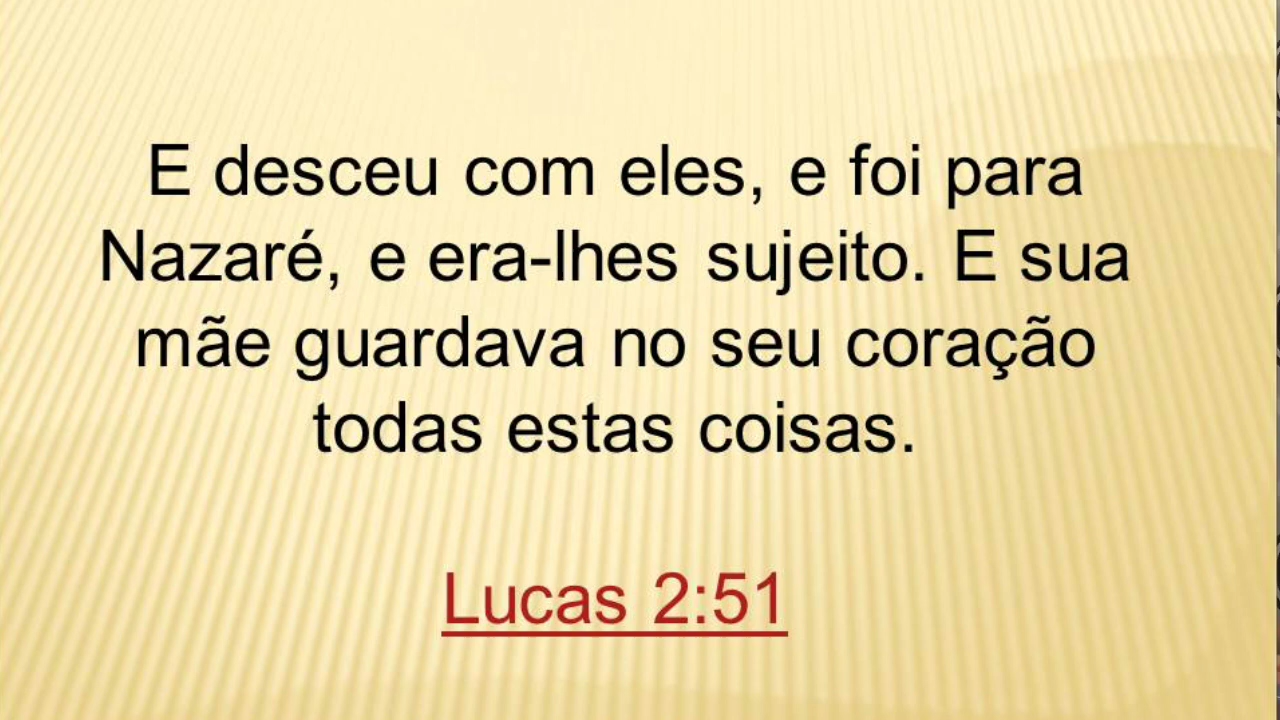 E desceu com eles, e foi para
Nazaré, e era-lhes sujeito. E sua
mãe guardava no seu coração
todas estas coisas.
Lucas 2:51